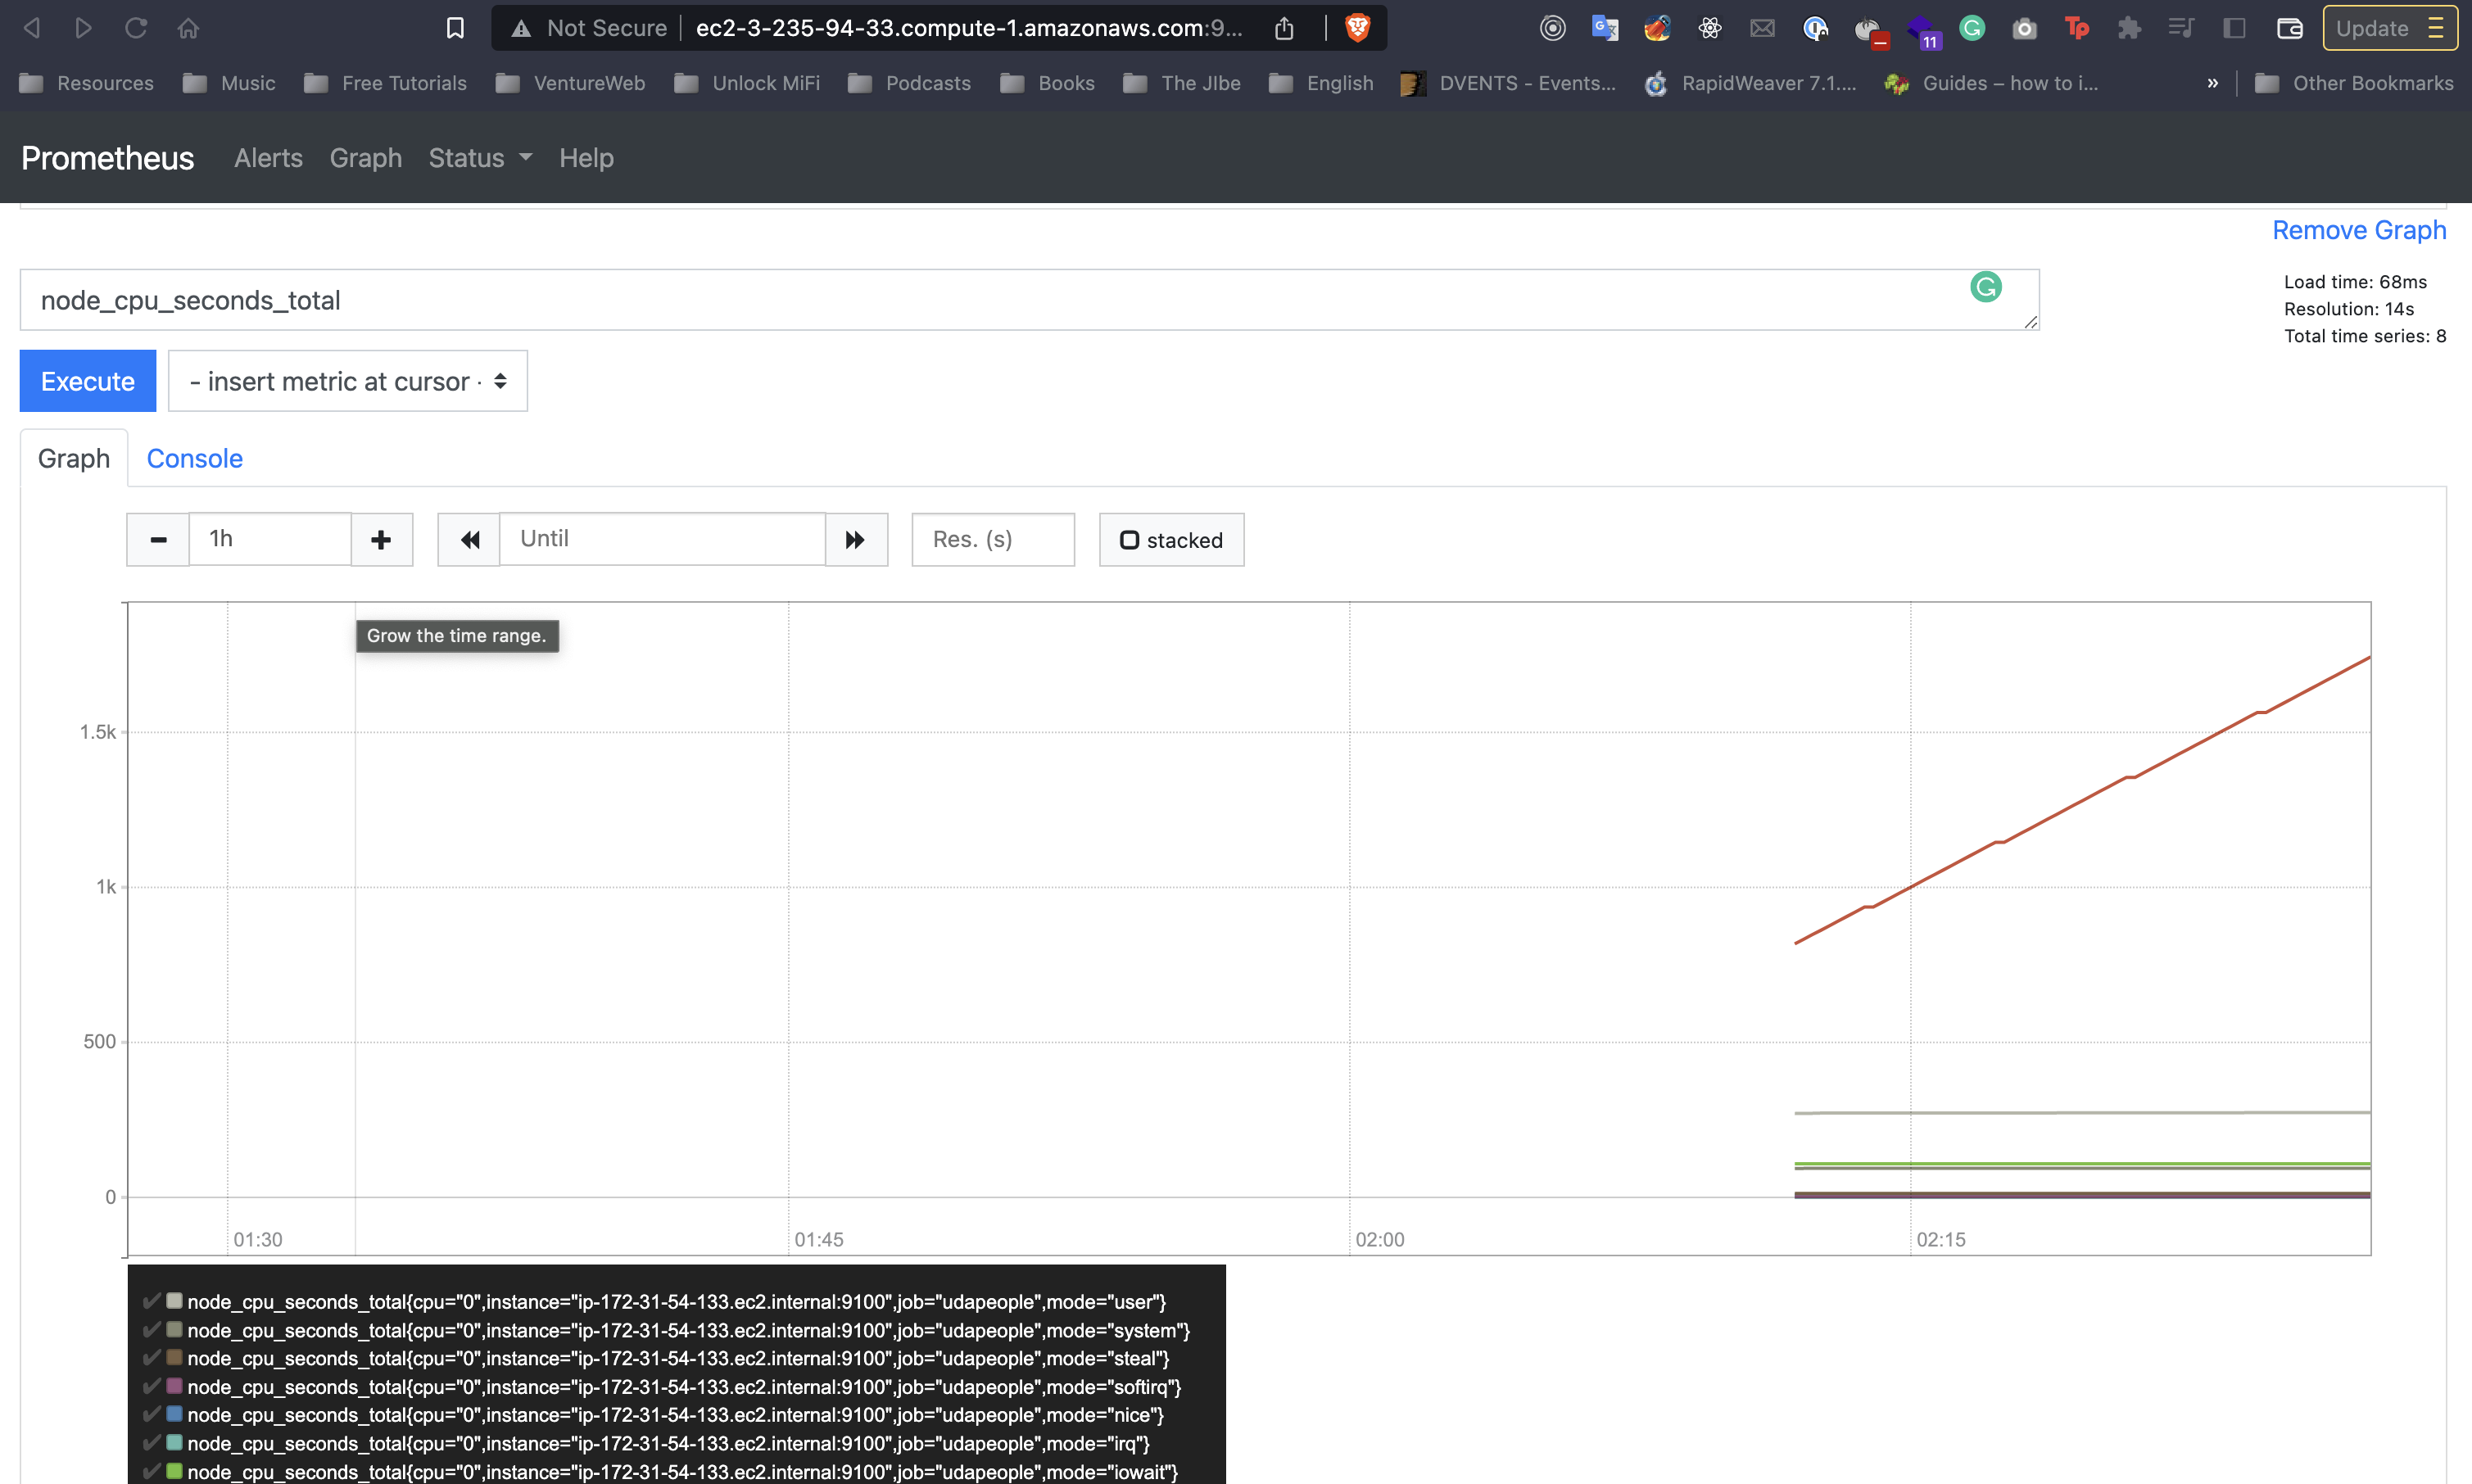 Not Secure ec2-3-235-94-33.compute-1.amazonaws.com:9...
11
Tp
Update
Resources Music Free Tutorials VentureWeb Unlock MiFi Podcasts Books The JIbe English DVENTS - Events... RapidWeaver 7.1.... Guides – how to i... » Other Bookmarks
Prometheus Alerts Graph Status Help
Remove Graph
node_cpu_seconds_total
Load time: 68ms
Resolution: 14s
Total time series: 8
Execute - insert metric at cursor -
Graph Console
1h Until Res. (s) stacked
Grow the time range.
1.5k
1k
500
0
01:30 01:45 02:00 02:15
node_cpu_seconds_total{cpu="0",instance="ip-172-31-54-133.ec2.internal:9100",job="udapeople",mode="user"}
node_cpu_seconds_total{cpu="0",instance="ip-172-31-54-133.ec2.internal:9100",job="udapeople",mode="system"}
node_cpu_seconds_total{cpu="0",instance="ip-172-31-54-133.ec2.internal:9100",job="udapeople",mode="steal"}
node_cpu_seconds_total{cpu="0",instance="ip-172-31-54-133.ec2.internal:9100",job="udapeople",mode="softirq"}
node_cpu_seconds_total{cpu="0",instance="ip-172-31-54-133.ec2.internal:9100",job="udapeople",mode="nice"}
node_cpu_seconds_total{cpu="0",instance="ip-172-31-54-133.ec2.internal:9100",job="udapeople",mode="irq"}
node_cpu_seconds_total{cpu="0",instance="ip-172-31-54-133.ec2.internal:9100",job="udapeople",mode="iowait"}